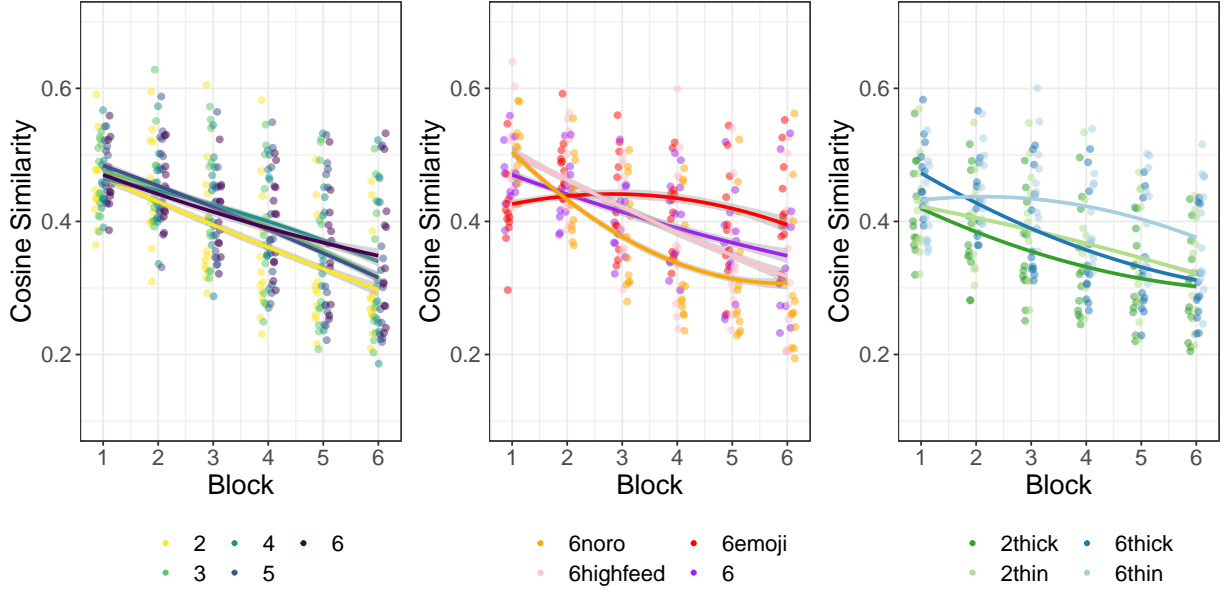 Cosine Similarity
0.6
0.4
0.2
1 2 3 4 5 6
Block
2 4 6
3 5
Cosine Similarity
0.6
0.4
0.2
1 2 3 4 5 6
Block
6noro 6emoji
6highfeed 6
Cosine Similarity
0.6
0.4
0.2
1 2 3 4 5 6
Block
2thick 6thick
2thin 6thin